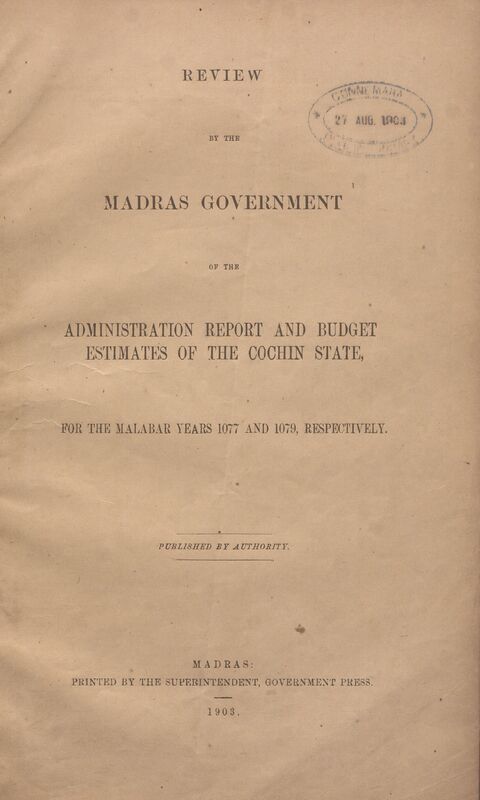 REVIEW
CONNEMARA
27 AUG. 1903
BY THE
MADRAS GOVERNMENT
OF THE
ADMINISTRATION REPORT AND BUDGET
ESTIMATES OF THE COCHIN STATE,
FOR THE MALABAR YEARS 1077 AND 1079, RESPECTIVELY.
PUBLISHED BY AUTHORITY.
MADRAS:
PRINTED BY THE SUPERINTENDENT, GOVERNMENT PRESS.
1903.